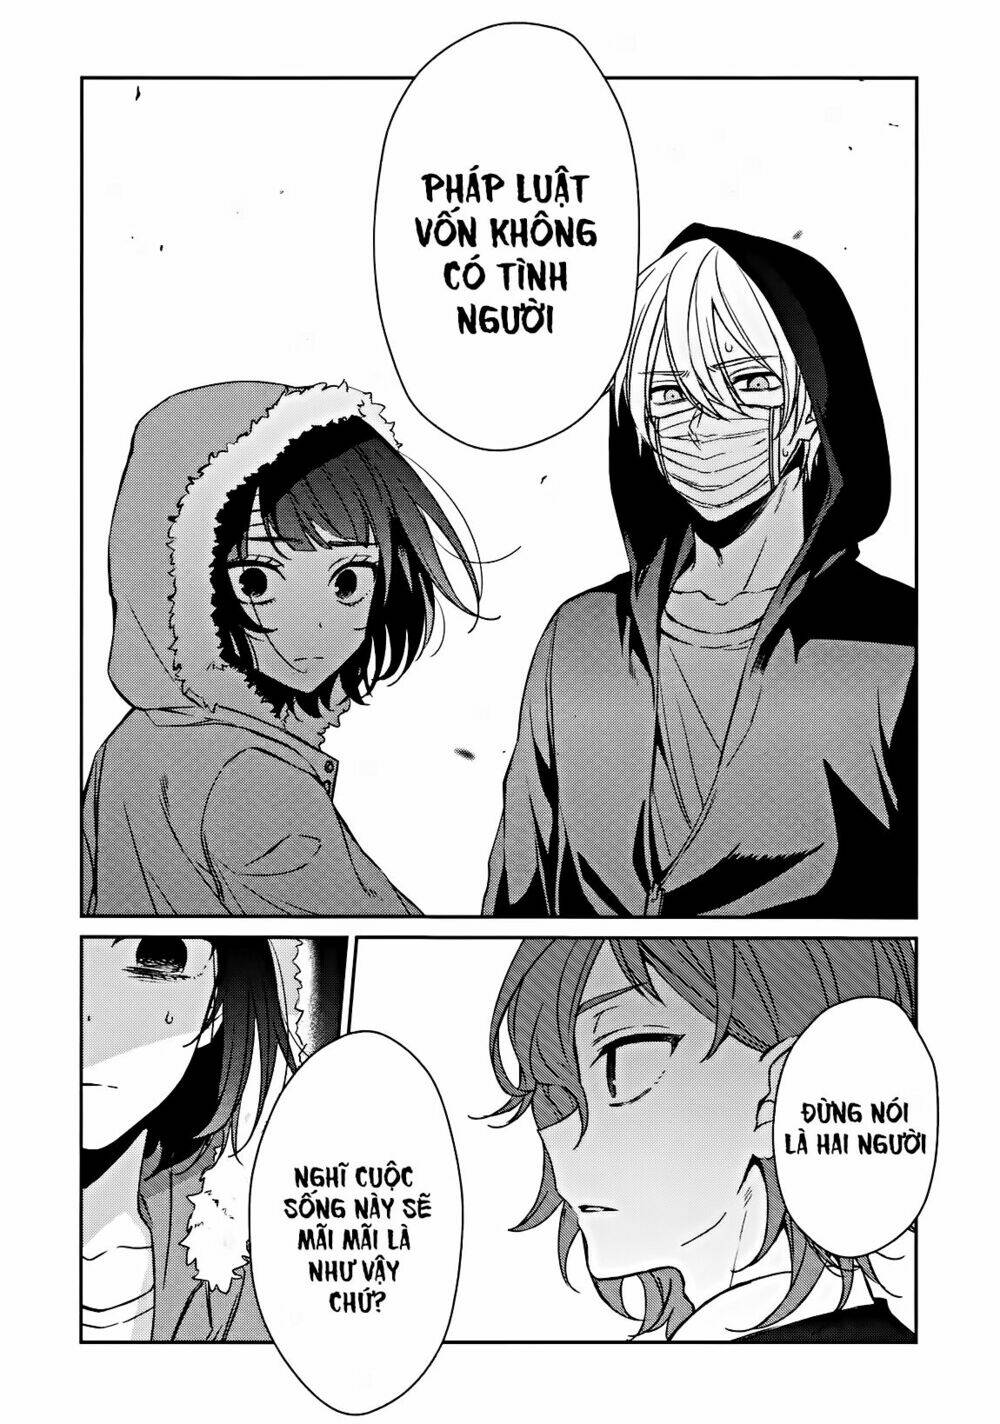 PHÁP LUẬT
VỐN KHÔNG
CÓ TÌNH
NGƯỜI
ĐỪNG NÓI
LÀ HAI NGƯỜI
NGHĨ CUỘC
SỐNG NÀY SẼ
MÃI MÃI LÀ
NHƯ VẬY
CHỨ?